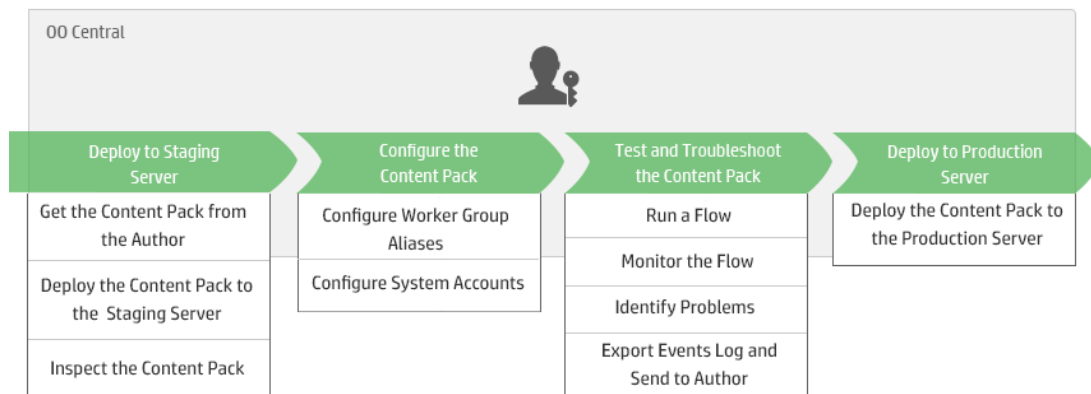 OO Central
Deploy to Staging
Server
Configure the
Content Pack
Test and Troubleshoot
the Content Pack
Deploy to Production
Server
Get the Content Pack from
the Author
Deploy the Content Pack to
the Staging Server
Inspect the Content Pack
Configure Worker Group
Aliases
Configure System Accounts
Run a Flow
Monitor the Flow
Identify Problems
Export Events Log and
Send to Author
Deploy the Content Pack to
the Production Server